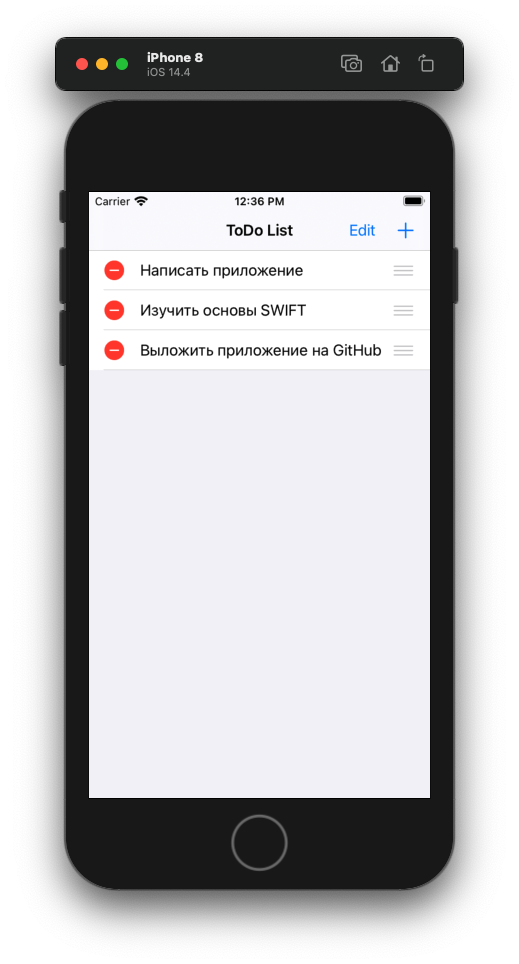 iPhone 8
iOS 14.4
Carrier 12:36 PM
ToDo List Edit
Написать приложение
Изучить основы SWIFT
Выложить приложение на GitHub